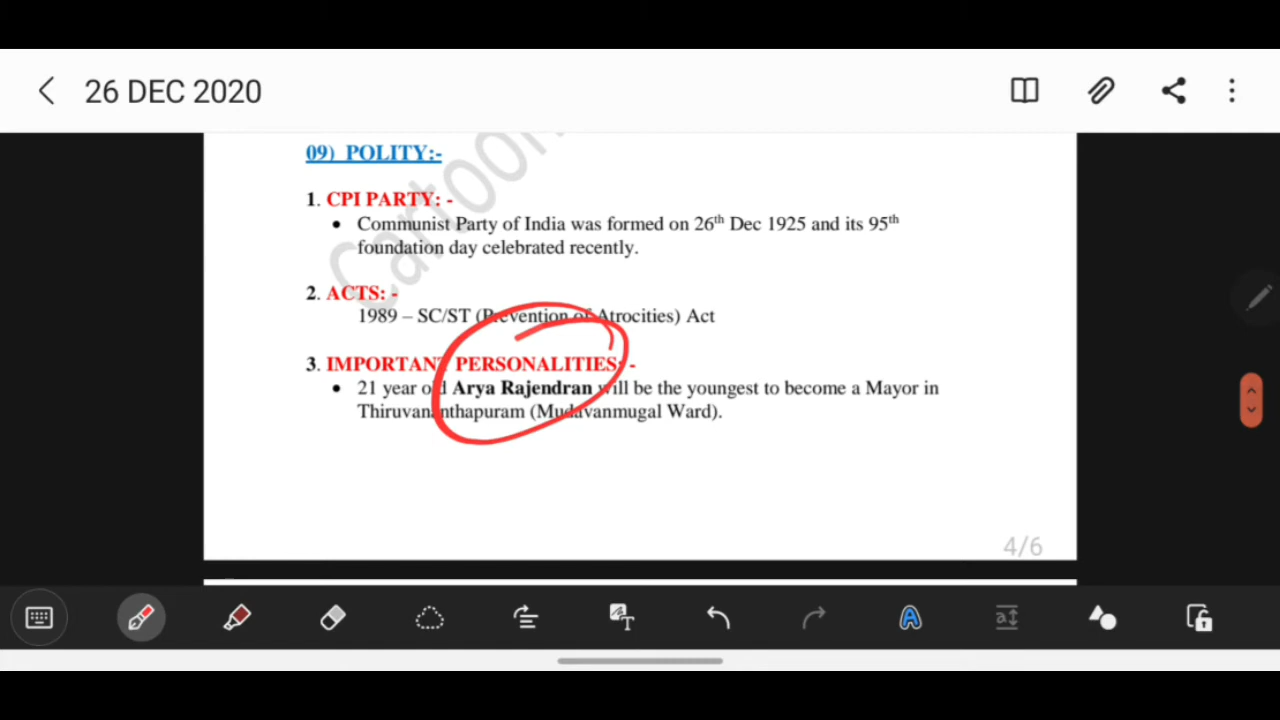 26 DEC 2020
09) POLITY:-
Cartoon
1. CPI PARTY: -
• Communist Party of India was formed on 26th Dec 1925 and its 95th
foundation day celebrated recently.
2. ACTS: -
1989 – SC/ST (Prevention of Atrocities) Act
3. IMPORTANT PERSONALITIES: -
• 21 year old Arya Rajendran will be the youngest to become a Mayor in
Thiruvananthapuram (Mudavanmugal Ward).
4/6
T
A
a